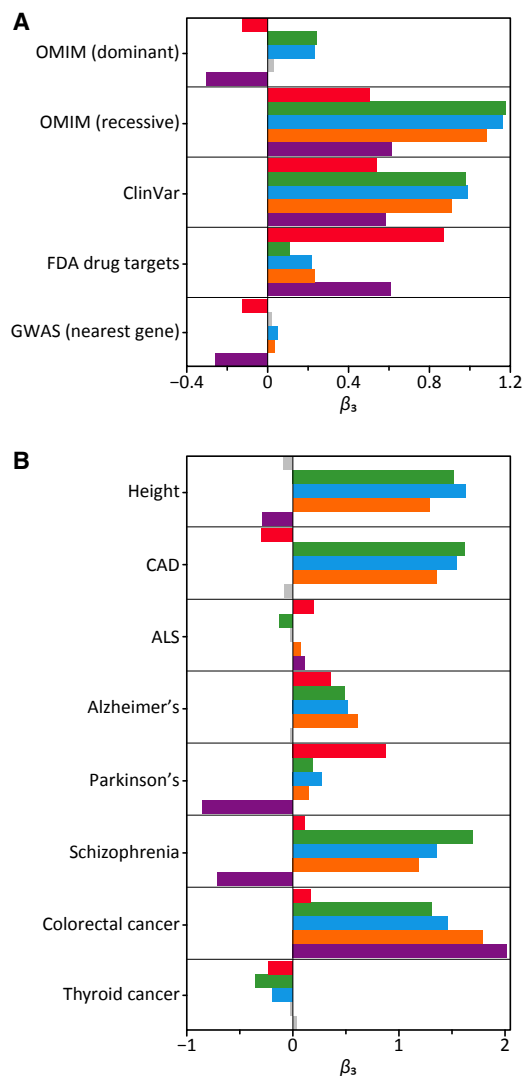 A
OMIM (dominant)
OMIM (recessive)
ClinVar
FDA drug targets
GWAS (nearest gene)
−0.4 0 0.4 0.8 1.2
β₃
B
Height
CAD
ALS
Alzheimer’s
Parkinson’s
Schizophrenia
Colorectal cancer
Thyroid cancer
−1 0 1 2
β₃